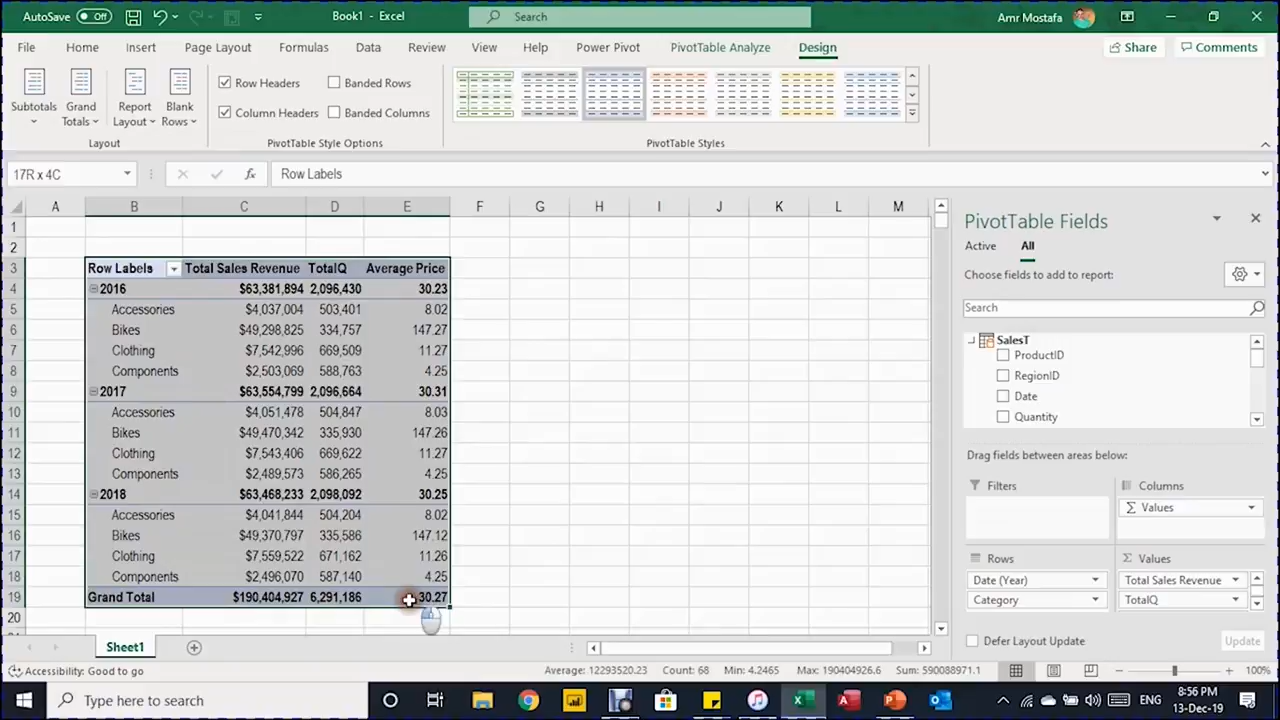 AutoSave Off Book1 - Excel Search Amr Mostafa
File Home Insert Page Layout Formulas Data Review View Help Power Pivot PivotTable Analyze Design Share Comments
Subtotals Grand Totals Report Layout Blank Rows
Row Headers Banded Rows
Column Headers Banded Columns
Layout PivotTable Style Options PivotTable Styles
17R x 4C fx Row Labels
A B C D E F G H I J K L M
1
2
3 Row Labels Total Sales Revenue TotalQ Average Price
4 2016 $63,381,894 2,096,430 30.23
5 Accessories $4,037,004 503,401 8.02
6 Bikes $49,298,825 334,757 147.27
7 Clothing $7,542,996 669,509 11.27
8 Components $2,503,069 588,763 4.25
9 2017 $63,554,799 2,096,664 30.31
10 Accessories $4,051,478 504,847 8.03
11 Bikes $49,470,342 335,930 147.26
12 Clothing $7,543,406 669,622 11.27
13 Components $2,489,573 586,265 4.25
14 2018 $63,468,233 2,098,092 30.25
15 Accessories $4,041,844 504,204 8.02
16 Bikes $49,370,797 335,586 147.12
17 Clothing $7,559,522 671,162 11.26
18 Components $2,496,070 587,140 4.25
19 Grand Total $190,404,927 6,291,186 30.27
20
PivotTable Fields
Active All
Choose fields to add to report:
Search
SalesT
ProductID
RegionID
Date
Quantity
Drag fields between areas below:
Filters Columns
Σ Values
Rows Σ Values
Date (Year) Total Sales Revenue
Category TotalQ
Defer Layout Update Update
Sheet1
Accessibility: Good to go Average: 12293520.23 Count: 68 Min: 4.2465 Max: 190404926.6 Sum: 590088971.1 100%
Type here to search ENG 8:56 PM
13-Dec-19